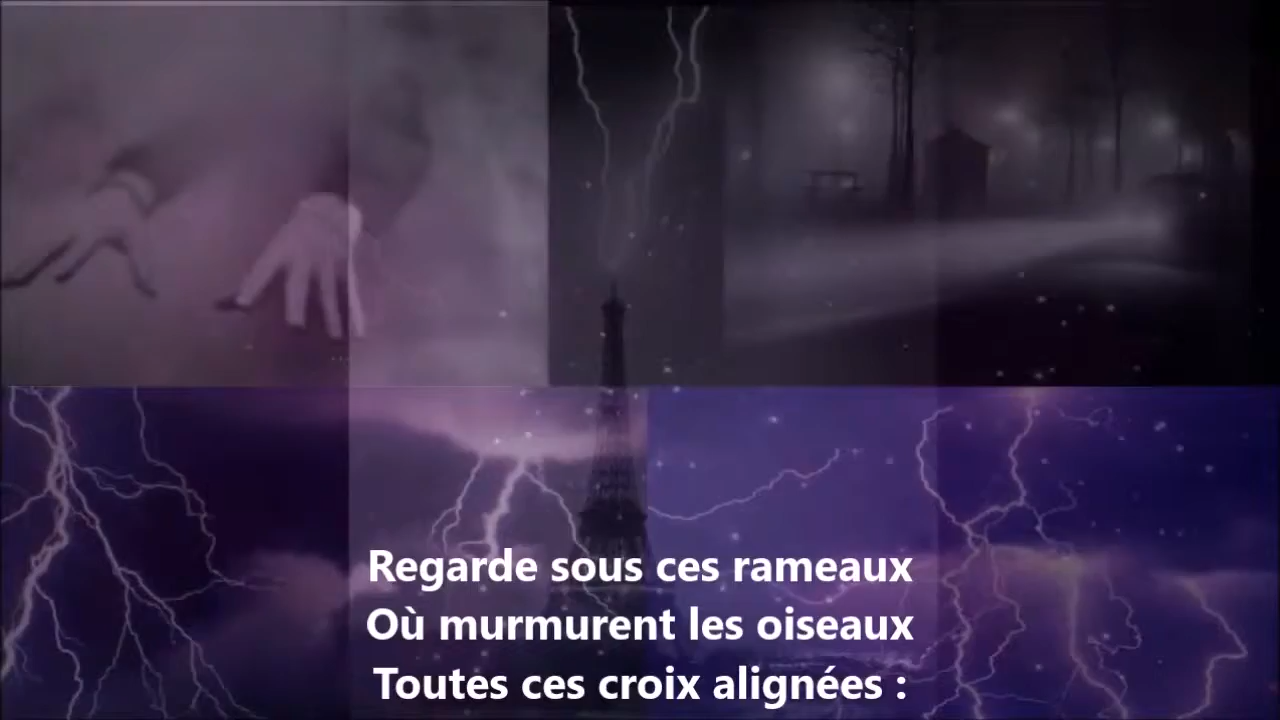 Regarde sous ces rameaux
Où murmurent les oiseaux
Toutes ces croix alignées :